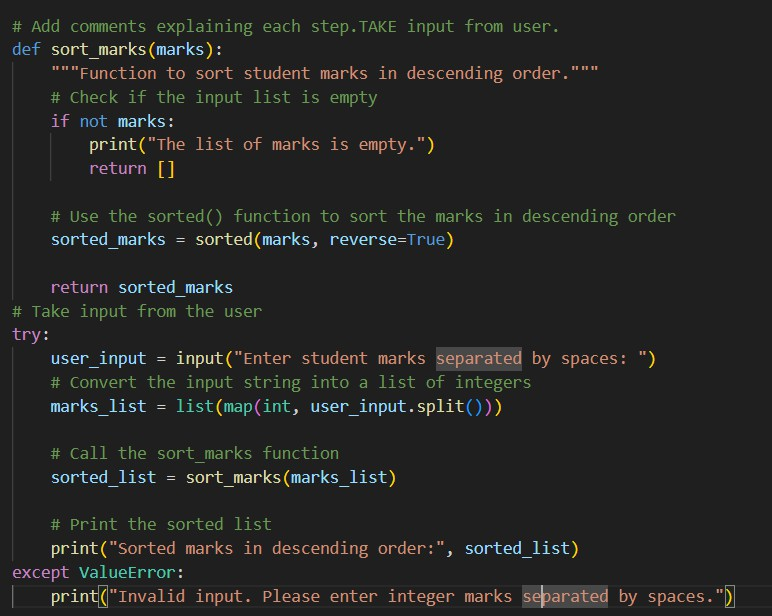 # Add comments explaining each step.TAKE input from user.
def sort_marks(marks):
    """Function to sort student marks in descending order."""
    # Check if the input list is empty
    if not marks:
        print("The list of marks is empty.")
        return []

    # Use the sorted() function to sort the marks in descending order
    sorted_marks = sorted(marks, reverse=True)

    return sorted_marks
# Take input from the user
try:
    user_input = input("Enter student marks separated by spaces: ")
    # Convert the input string into a list of integers
    marks_list = list(map(int, user_input.split()))

    # Call the sort_marks function
    sorted_list = sort_marks(marks_list)

    # Print the sorted list
    print("Sorted marks in descending order:", sorted_list)
except ValueError:
    print("Invalid input. Please enter integer marks separated by spaces.")